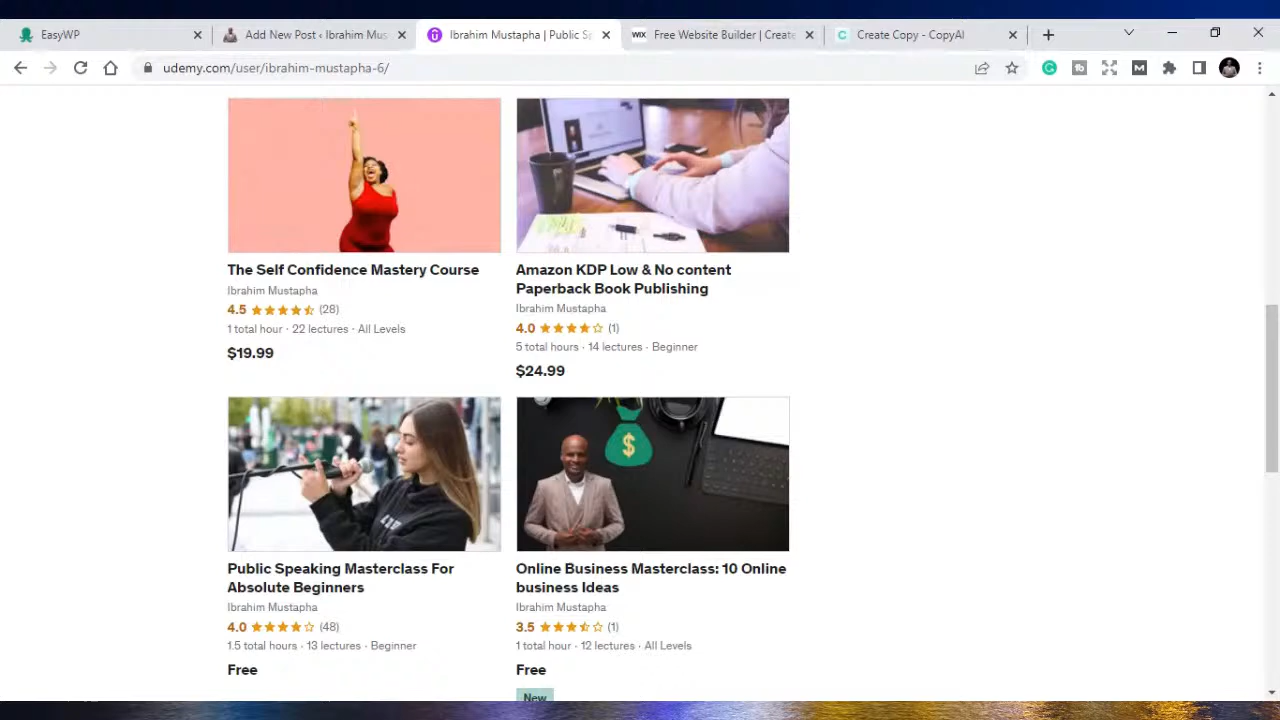 EasyWP
Add New Post ‹ Ibrahim Mus
Ibrahim Mustapha | Public S
WIX
Free Website Builder | Create
C
Create Copy - CopyAI
udemy.com/user/ibrahim-mustapha-6/
The Self Confidence Mastery Course
Ibrahim Mustapha
4.5 (28)
1 total hour · 22 lectures · All Levels
$19.99
Amazon KDP Low & No content
Paperback Book Publishing
Ibrahim Mustapha
4.0 (1)
5 total hours · 14 lectures · Beginner
$24.99
Public Speaking Masterclass For
Absolute Beginners
Ibrahim Mustapha
4.0 (48)
1.5 total hours · 13 lectures · Beginner
Free
$
Online Business Masterclass: 10 Online
business Ideas
Ibrahim Mustapha
3.5 (1)
1 total hour · 12 lectures · All Levels
Free
New